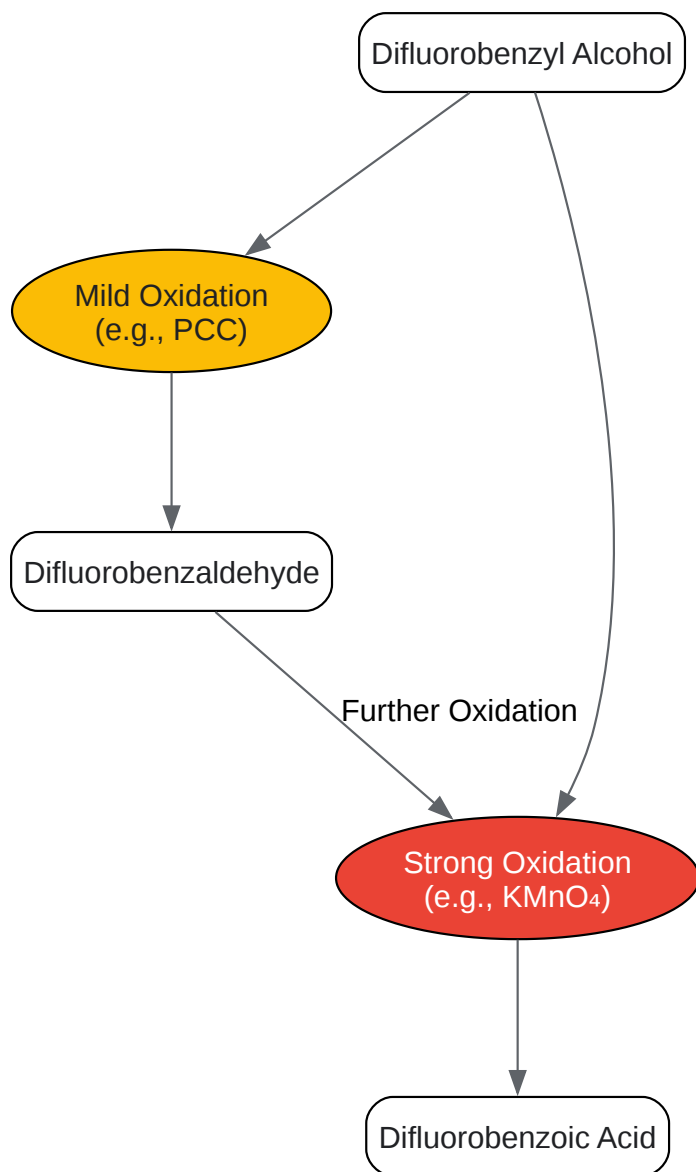 Difluorobenzyl Alcohol
Mild Oxidation
(e.g., PCC)
Difluorobenzaldehyde
Further Oxidation
Strong Oxidation
(e.g., KMnO₄)
Difluorobenzoic Acid